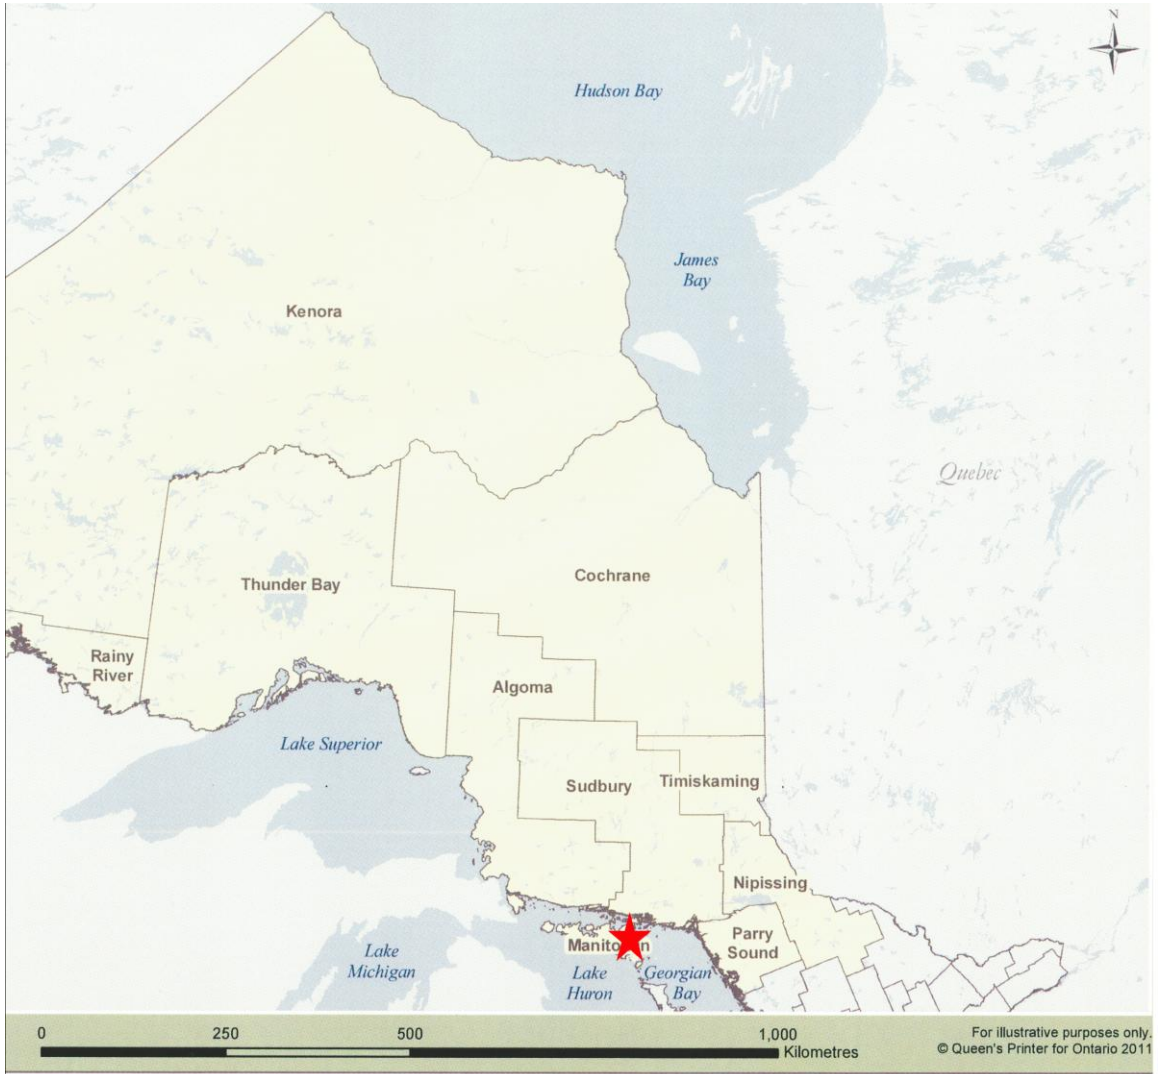 N
Hudson Bay
James
Bay
Kenora
Quebec
Thunder Bay
Cochrane
Rainy
River
Algoma
Lake Superior
Sudbury
Timiskaming
Nipissing
Parry
Sound
Lake
Michigan
Lake
Huron
Georgian
Bay
0
250
500
1,000
Kilometres
For illustrative purposes only.
© Queen's Printer for Ontario 2011